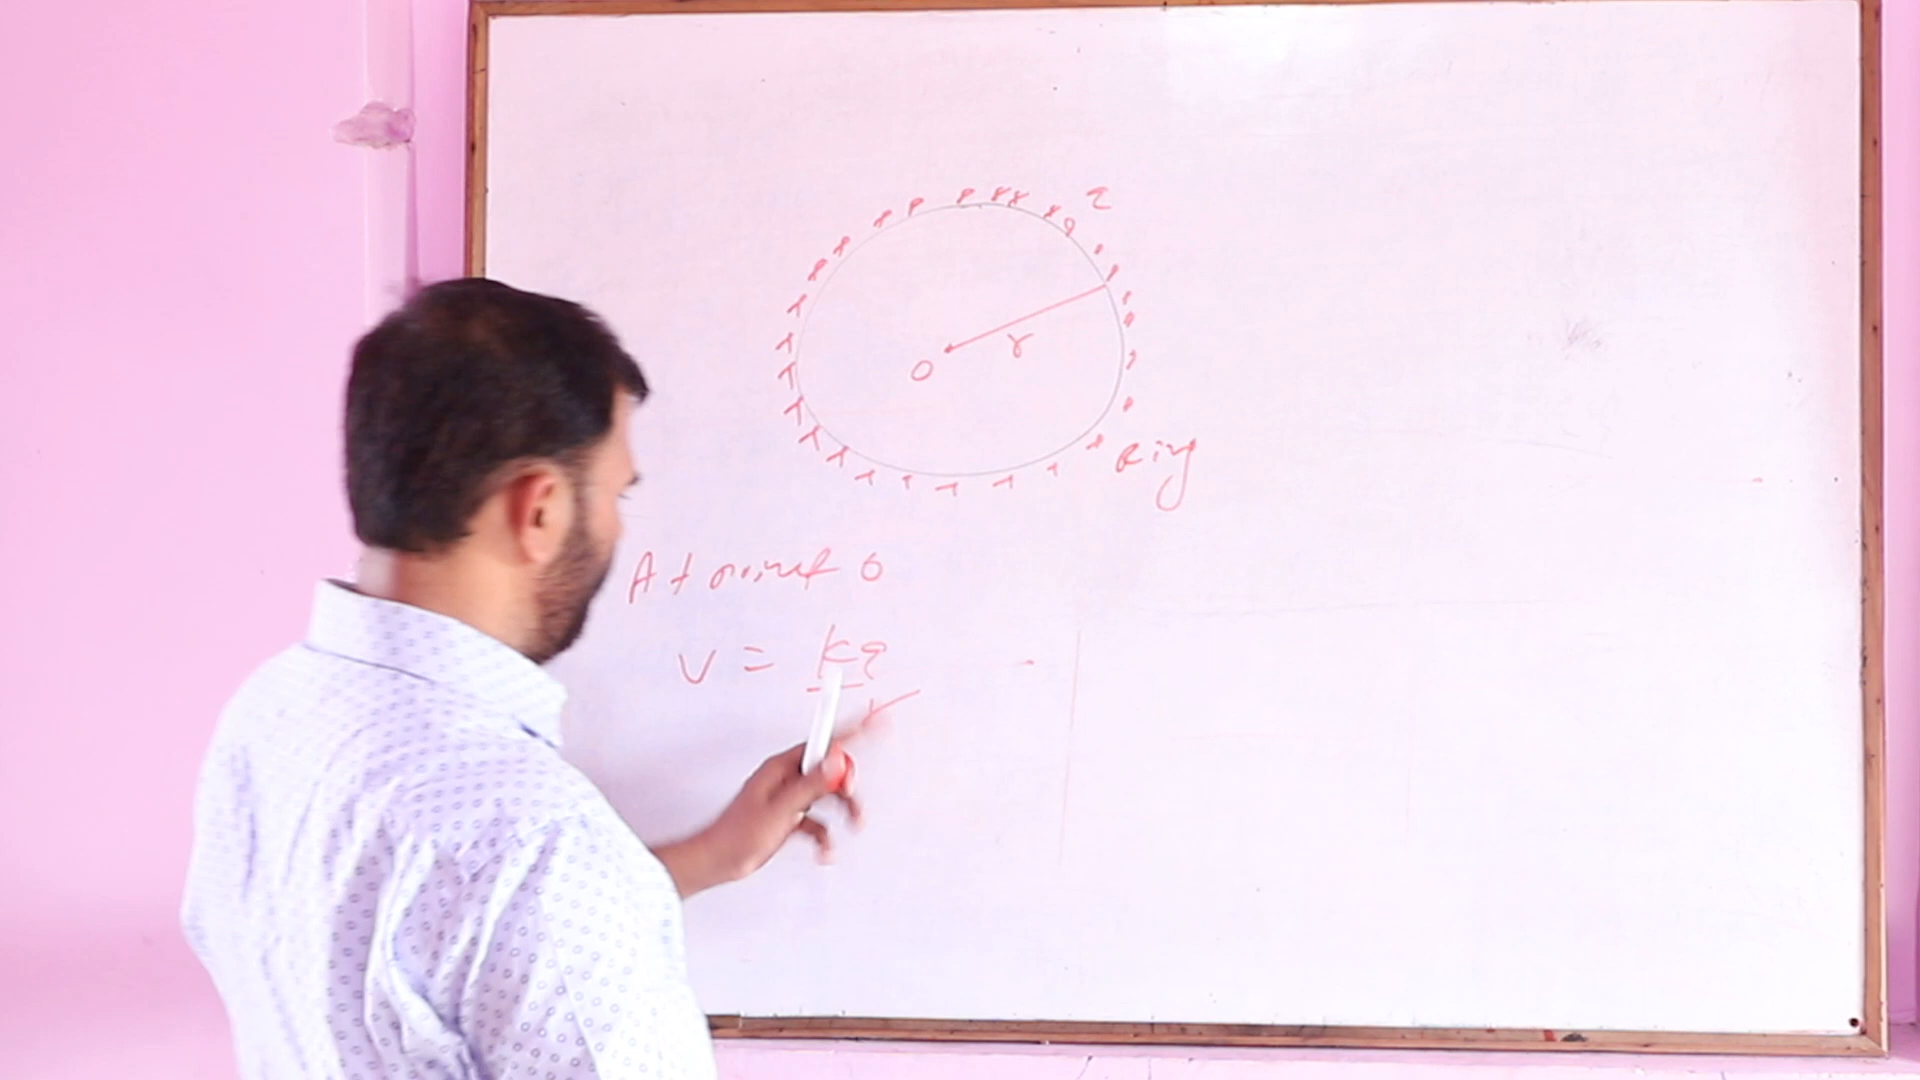 q
r
O
Ring
At point O
V = Kq
r